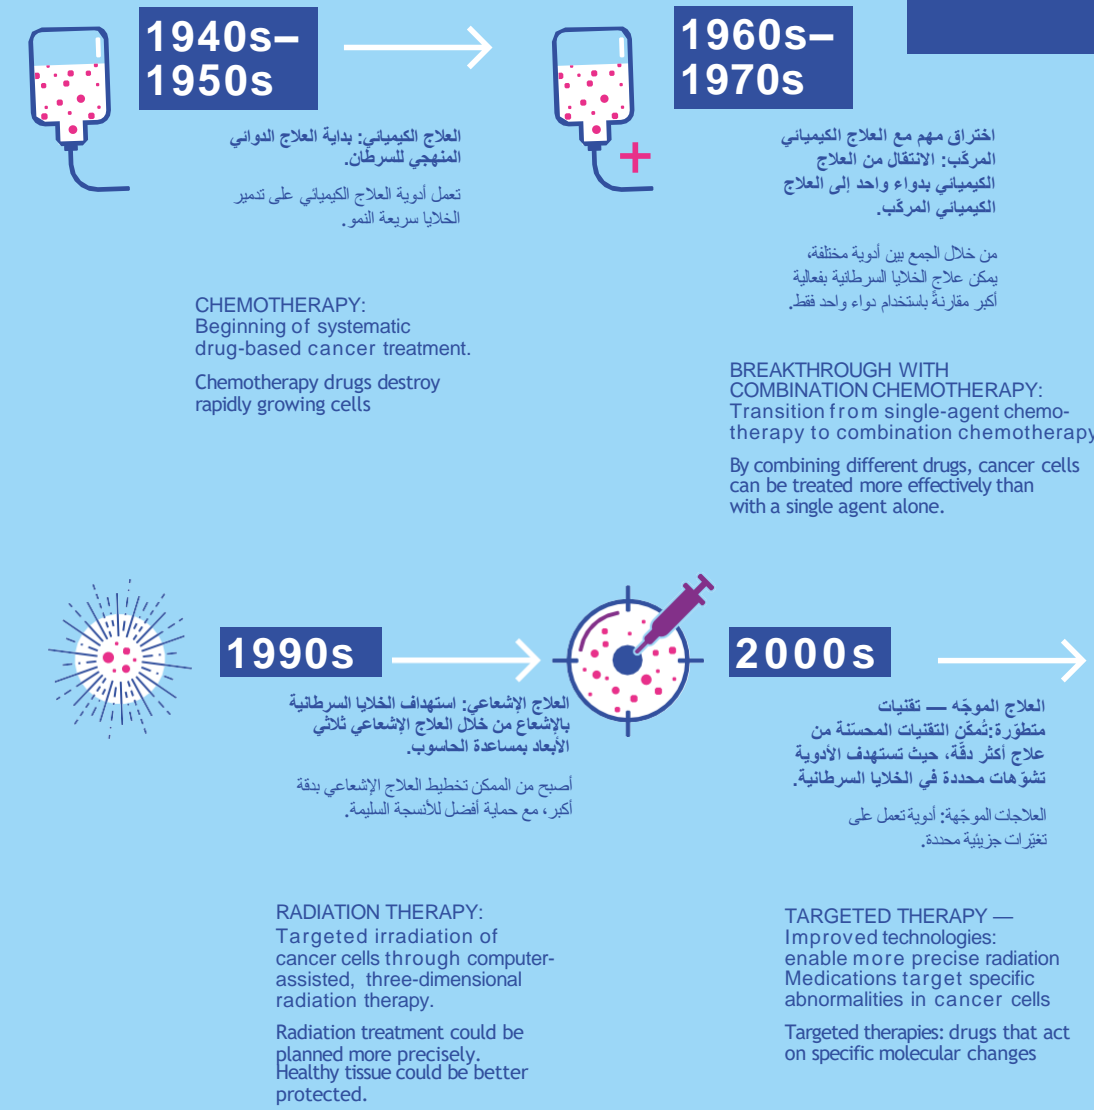 1940s–
1950s
العلاج الكيميائي: بداية العلاج الدوائي
المنهجي للسرطان.
تعمل أدوية العلاج الكيميائي على تدمير
الخلايا سريعة النمو.
CHEMOTHERAPY:
Beginning of systematic
drug-based cancer treatment.
Chemotherapy drugs destroy
rapidly growing cells
1960s–
1970s
اختراق مهم مع العلاج الكيميائي
المركّب: الانتقال من العلاج
الكيميائي بدواء واحد إلى العلاج
الكيميائي المركّب.
من خلال الجمع بين أدوية مختلفة،
يمكن علاج الخلايا السرطانية بفعالية
أكبر مقارنةً باستخدام دواء واحد فقط.
BREAKTHROUGH WITH
COMBINATION CHEMOTHERAPY:
Transition from single-agent chemo-
therapy to combination chemotherapy
By combining different drugs, cancer cells
can be treated more effectively than
with a single agent alone.
1990s
العلاج الإشعاعي: استهداف الخلايا السرطانية
بالإشعاع من خلال العلاج الإشعاعي ثلاثي
الأبعاد بمساعدة الحاسوب.
أصبح من الممكن تخطيط العلاج الإشعاعي بدقة
أكبر، مع حماية أفضل للأنسجة السليمة.
RADIATION THERAPY:
Targeted irradiation of
cancer cells through computer-
assisted, three-dimensional
radiation therapy.
Radiation treatment could be
planned more precisely.
Healthy tissue could be better
protected.
2000s
العلاج الموجّه — تقنيات
متطوّرة:تُمكّن التقنيات المحسّنة من
علاج أكثر دقّة، حيث تستهدف الأدوية
تشوّهات محددة في الخلايا السرطانية.
العلاجات الموجّهة: أدوية تعمل على
تغيّرات جزيئية محددة.
TARGETED THERAPY —
Improved technologies:
enable more precise radiation
Medications target specific
abnormalities in cancer cells
Targeted therapies: drugs that act
on specific molecular changes